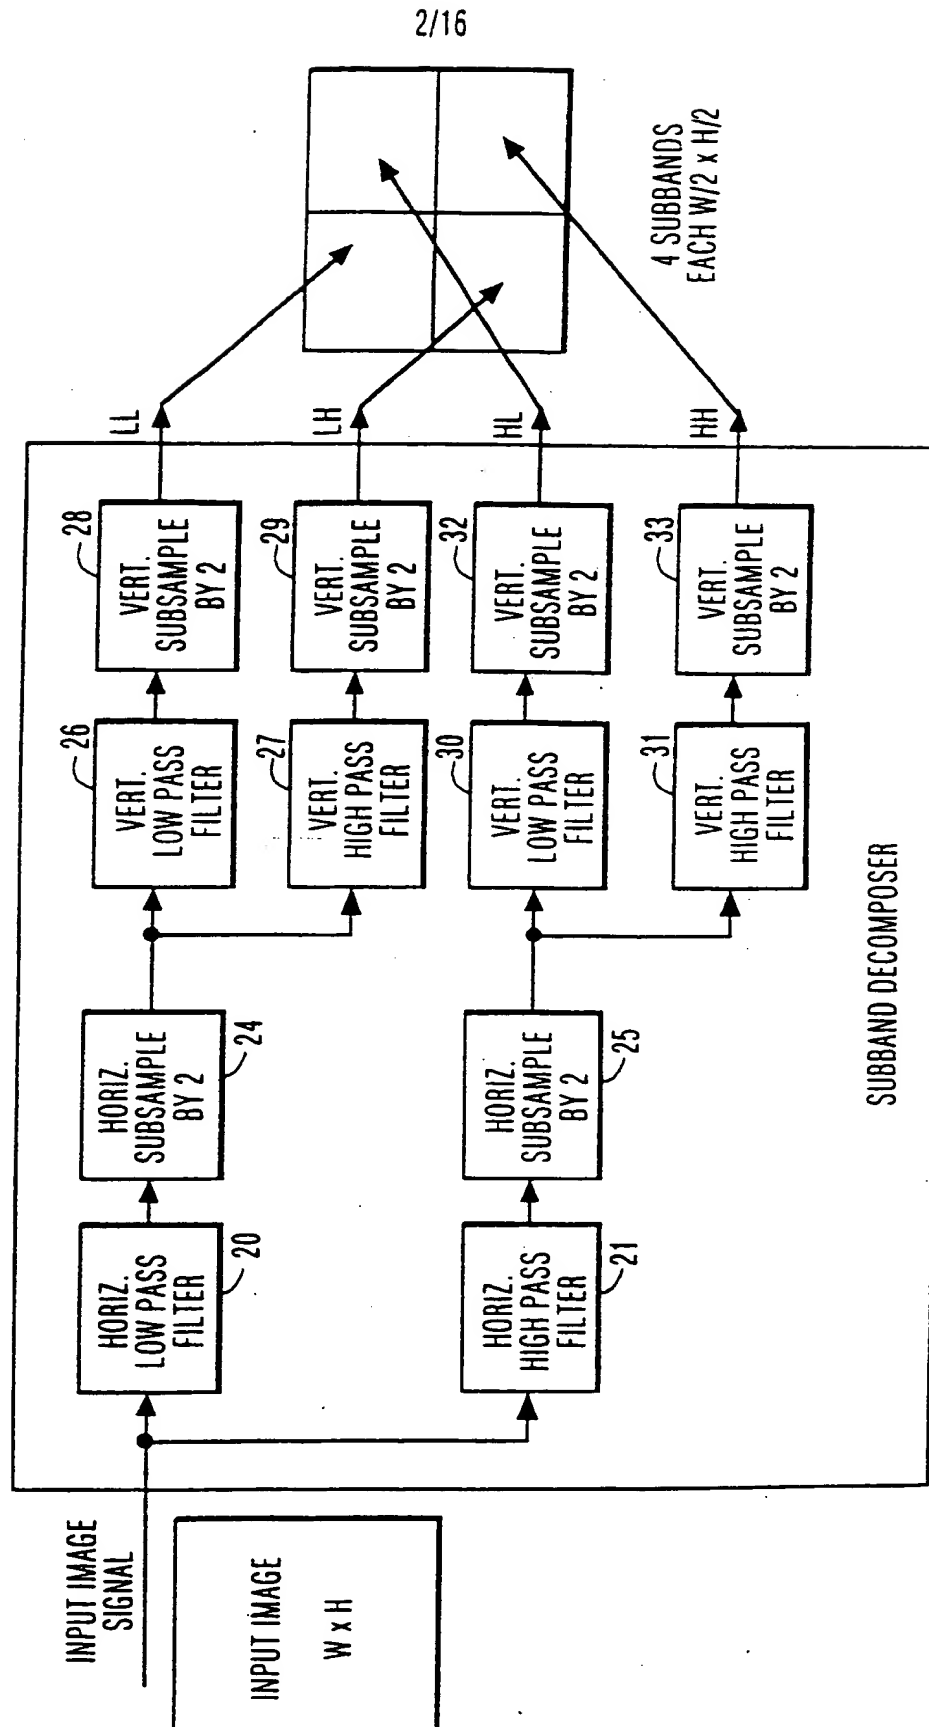 2/16
INPUT IMAGE
SIGNAL
INPUT IMAGE
W x H
HORIZ.
LOW PASS
FILTER
20
HORIZ.
SUBSAMPLE
BY 2
24
VERT.
LOW PASS
FILTER
26
VERT.
SUBSAMPLE
BY 2
28
LL
VERT.
HIGH PASS
FILTER
27
VERT.
SUBSAMPLE
BY 2
29
LH
HORIZ.
HIGH PASS
FILTER
21
HORIZ.
SUBSAMPLE
BY 2
25
VERT.
LOW PASS
FILTER
30
VERT.
SUBSAMPLE
BY 2
32
HL
VERT.
HIGH PASS
FILTER
31
VERT.
SUBSAMPLE
BY 2
33
HH
4 SUBBANDS
EACH W/2 x H/2
SUBBAND DECOMPOSER